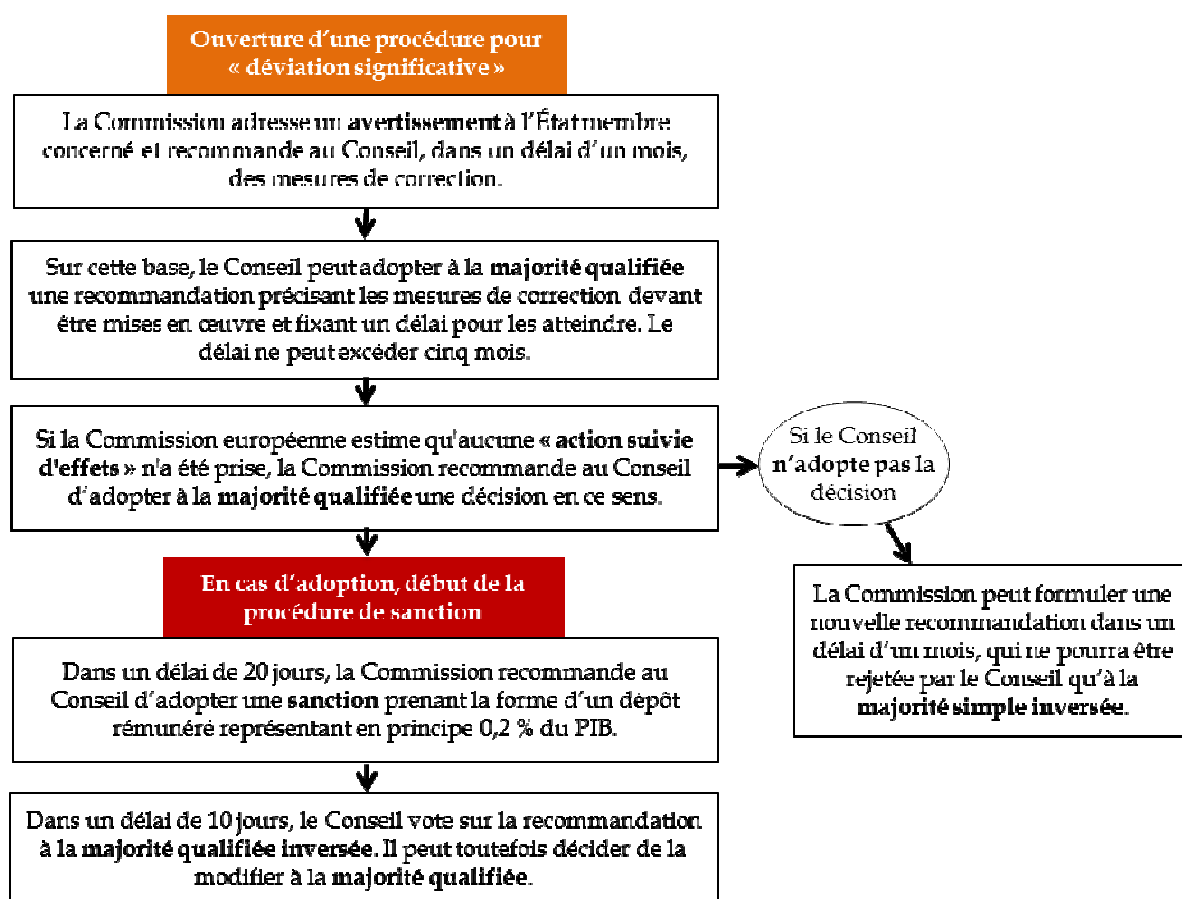 Ouverture d’une procédure pour
« déviation significative »
La Commission adresse un avertissement à l’État membre
concerné et recommande au Conseil, dans un délai d’un mois,
des mesures de correction.
Sur cette base, le Conseil peut adopter à la majorité qualifiée
une recommandation précisant les mesures de correction devant
être mises en œuvre et fixant un délai pour les atteindre. Le
délai ne peut excéder cinq mois.
Si la Commission européenne estime qu'aucune « action suivie
d'effets » n'a été prise, la Commission recommande au Conseil
d’adopter à la majorité qualifiée une décision en ce sens.
Si le Conseil
n’adopte pas la
décision
La Commission peut formuler une
nouvelle recommandation dans un
délai d’un mois, qui ne pourra être
rejetée par le Conseil qu’à la
majorité simple inversée.
En cas d’adoption, début de la
procédure de sanction
Dans un délai de 20 jours, la Commission recommande au
Conseil d’adopter une sanction prenant la forme d’un dépôt
rémunéré représentant en principe 0,2 % du PIB.
Dans un délai de 10 jours, le Conseil vote sur la recommandation
à la majorité qualifiée inversée. Il peut toutefois décider de la
modifier à la majorité qualifiée.